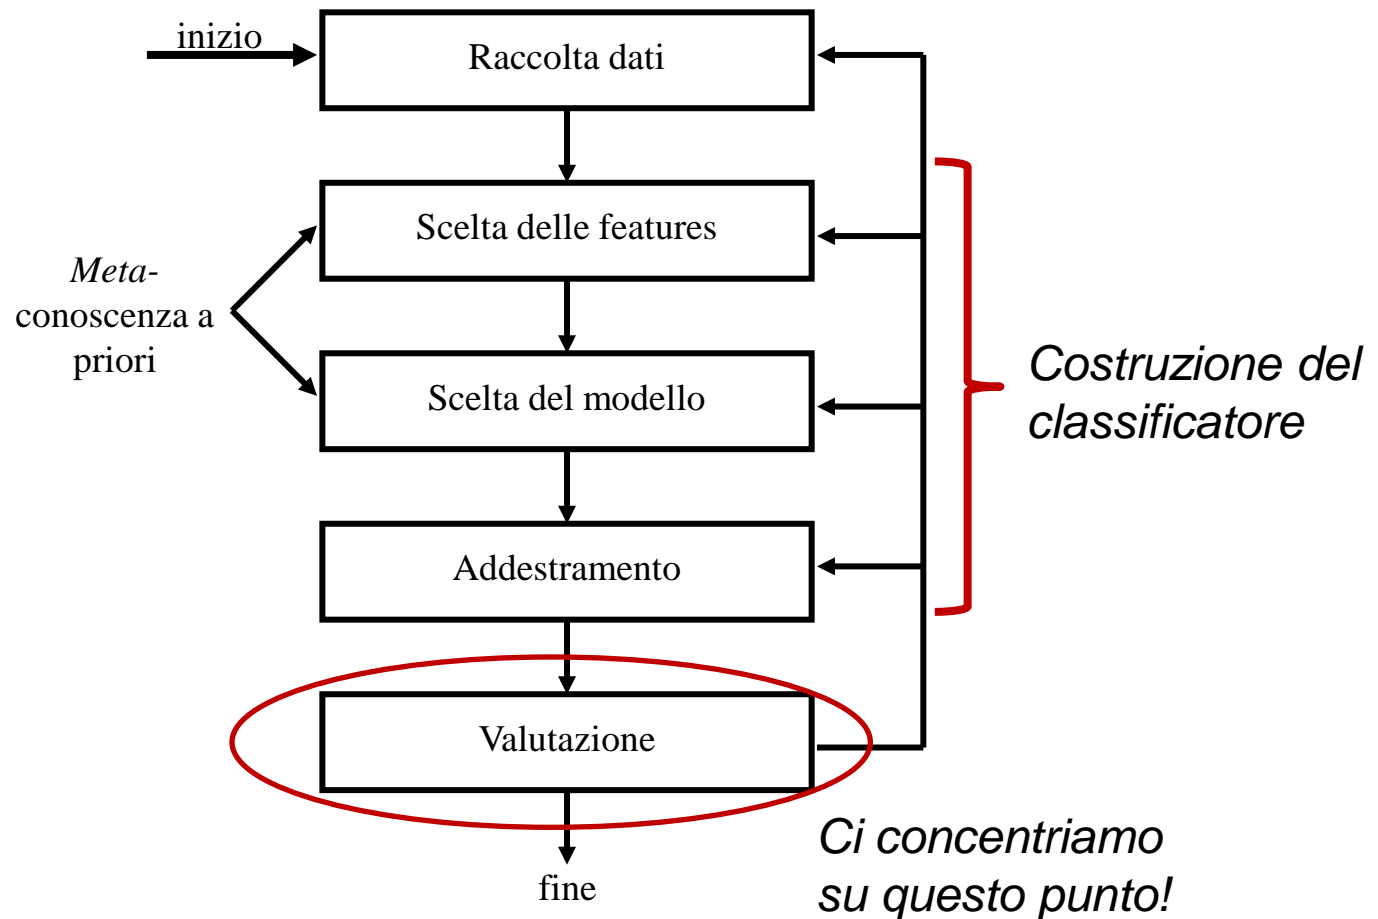 inizio
Raccolta dati
Scelta delle features
Meta-
conoscenza a
priori
Scelta del modello
Costruzione del
classificatore
Addestramento
Valutazione
Ci concentriamo
su questo punto!
fine